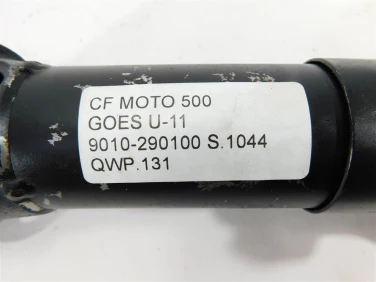 CF MOTO 500
GOES U-11
9010-290100 S.1044
QWP.131